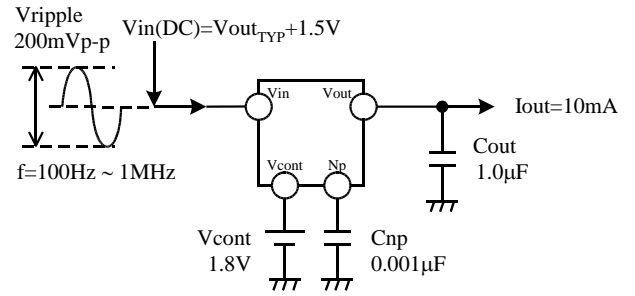 Vripple
200mVp-p
Vin(DC)=VoutTYP+1.5V
f=100Hz ~ 1MHz
Vin
Vout
Iout=10mA
Cout
1.0µF
Vcont
Np
Vcont
1.8V
Cnp
0.001µF